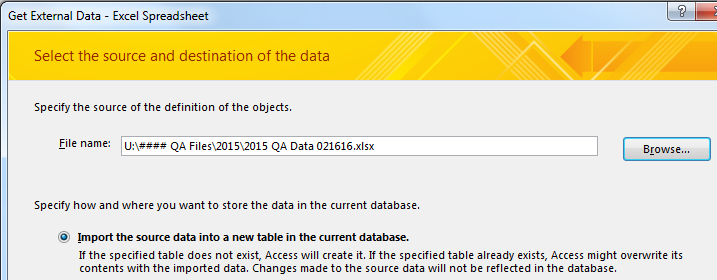 Get External Data - Excel Spreadsheet
?
Select the source and destination of the data
Specify the source of the definition of the objects.
File name: U:\#### QA Files\2015\2015 QA Data 021616.xlsx Browse...
Specify how and where you want to store the data in the current database.
Import the source data into a new table in the current database.
If the specified table does not exist, Access will create it. If the specified table already exists, Access might overwrite its
contents with the imported data. Changes made to the source data will not be reflected in the database.